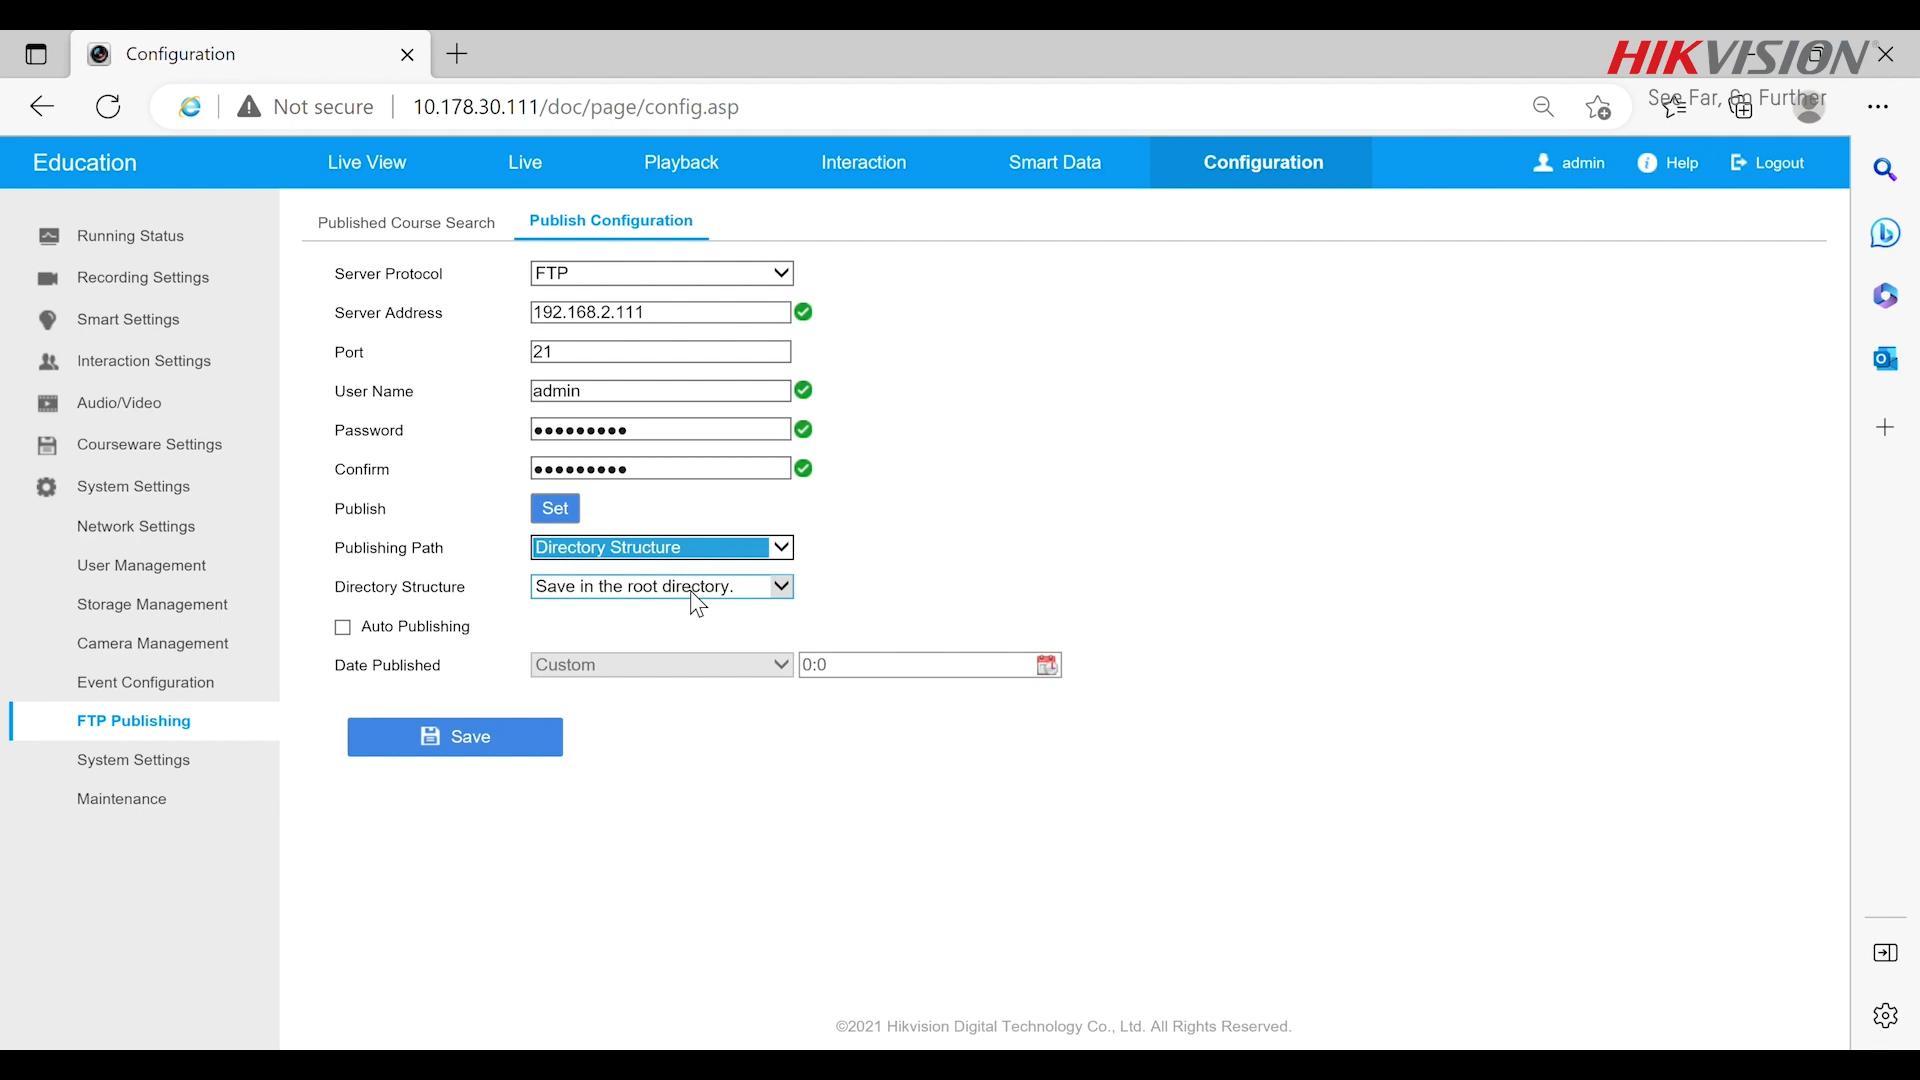 Configuration
HIKVISION®
Not secure
10.178.30.111/doc/page/config.asp
See Far, Go Further
Education
Live View
Live
Playback
Interaction
Smart Data
Configuration
admin
Help
Logout
Running Status
Recording Settings
Smart Settings
Interaction Settings
Audio/Video
Courseware Settings
System Settings
Network Settings
User Management
Storage Management
Camera Management
Event Configuration
FTP Publishing
System Settings
Maintenance
Published Course Search
Publish Configuration
Server Protocol
FTP
Server Address
192.168.2.111
Port
21
User Name
admin
Password
•••••••••
Confirm
•••••••••
Publish
Set
Publishing Path
Directory Structure
Directory Structure
Save in the root directory.
Auto Publishing
Date Published
Custom
0:0
Save
©2021 Hikvision Digital Technology Co., Ltd. All Rights Reserved.